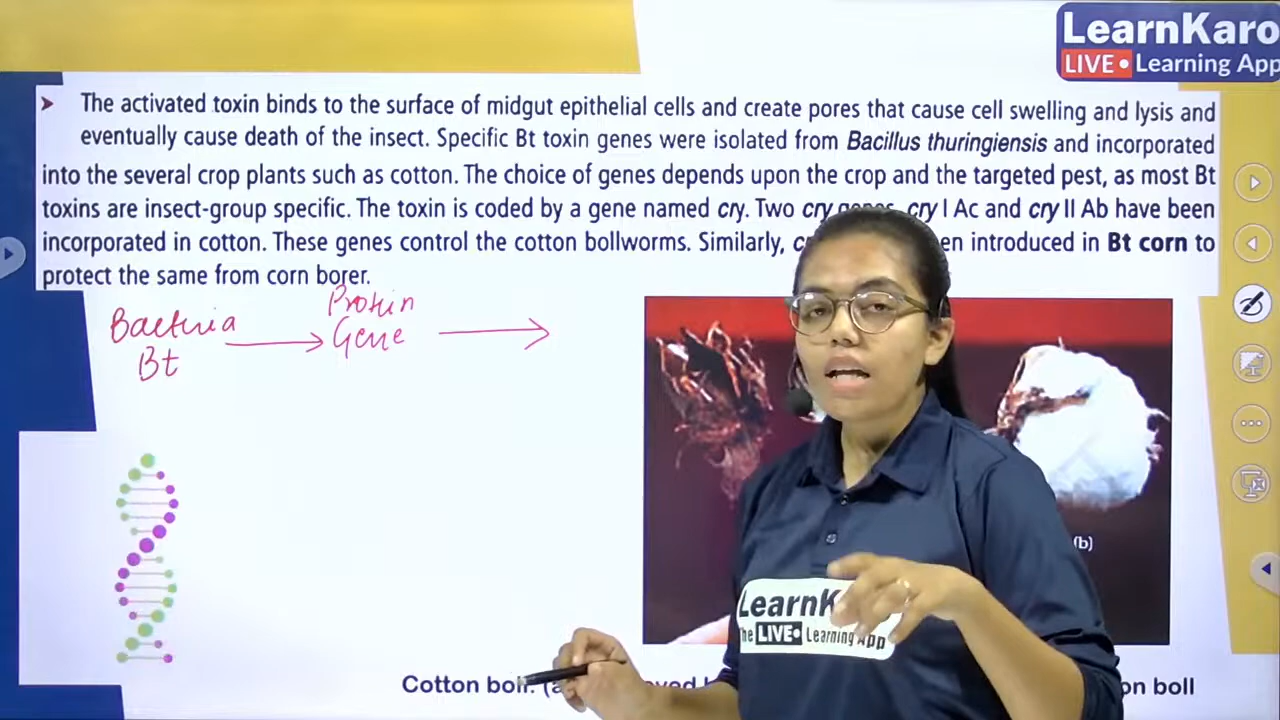 LearnKaro
LIVE• Learning App
➤ The activated toxin binds to the surface of midgut epithelial cells and create pores that cause cell swelling and lysis and
eventually cause death of the insect. Specific Bt toxin genes were isolated from Bacillus thuringiensis and incorporated
into the several crop plants such as cotton. The choice of genes depends upon the crop and the targeted pest, as most Bt
toxins are insect-group specific. The toxin is coded by a gene named cry. Two cry genes, cry I Ac and cry II Ab have been
incorporated in cotton. These genes control the cotton bollworms. Similarly, introduced in Bt corn to
protect the same from corn borer.
Bacteria → Protin
Bt Gene →
(b)
LearnK
The LIVE• Learning App
Cotton boll: on boll